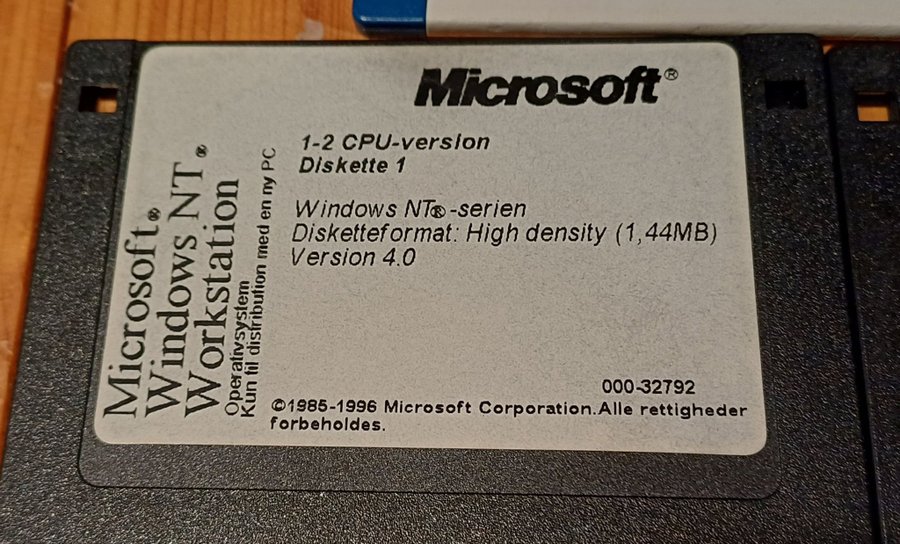 Microsoft®
1-2 CPU-version
Diskette 1
Windows NT®-serien
Disketteformat: High density (1,44MB)
Version 4.0
000-32792
©1985-1996 Microsoft Corporation.Alle rettigheder
forbeholdes.
Microsoft®
Windows NT®
Workstation
Operativsystem
Kun til distribution med en ny PC